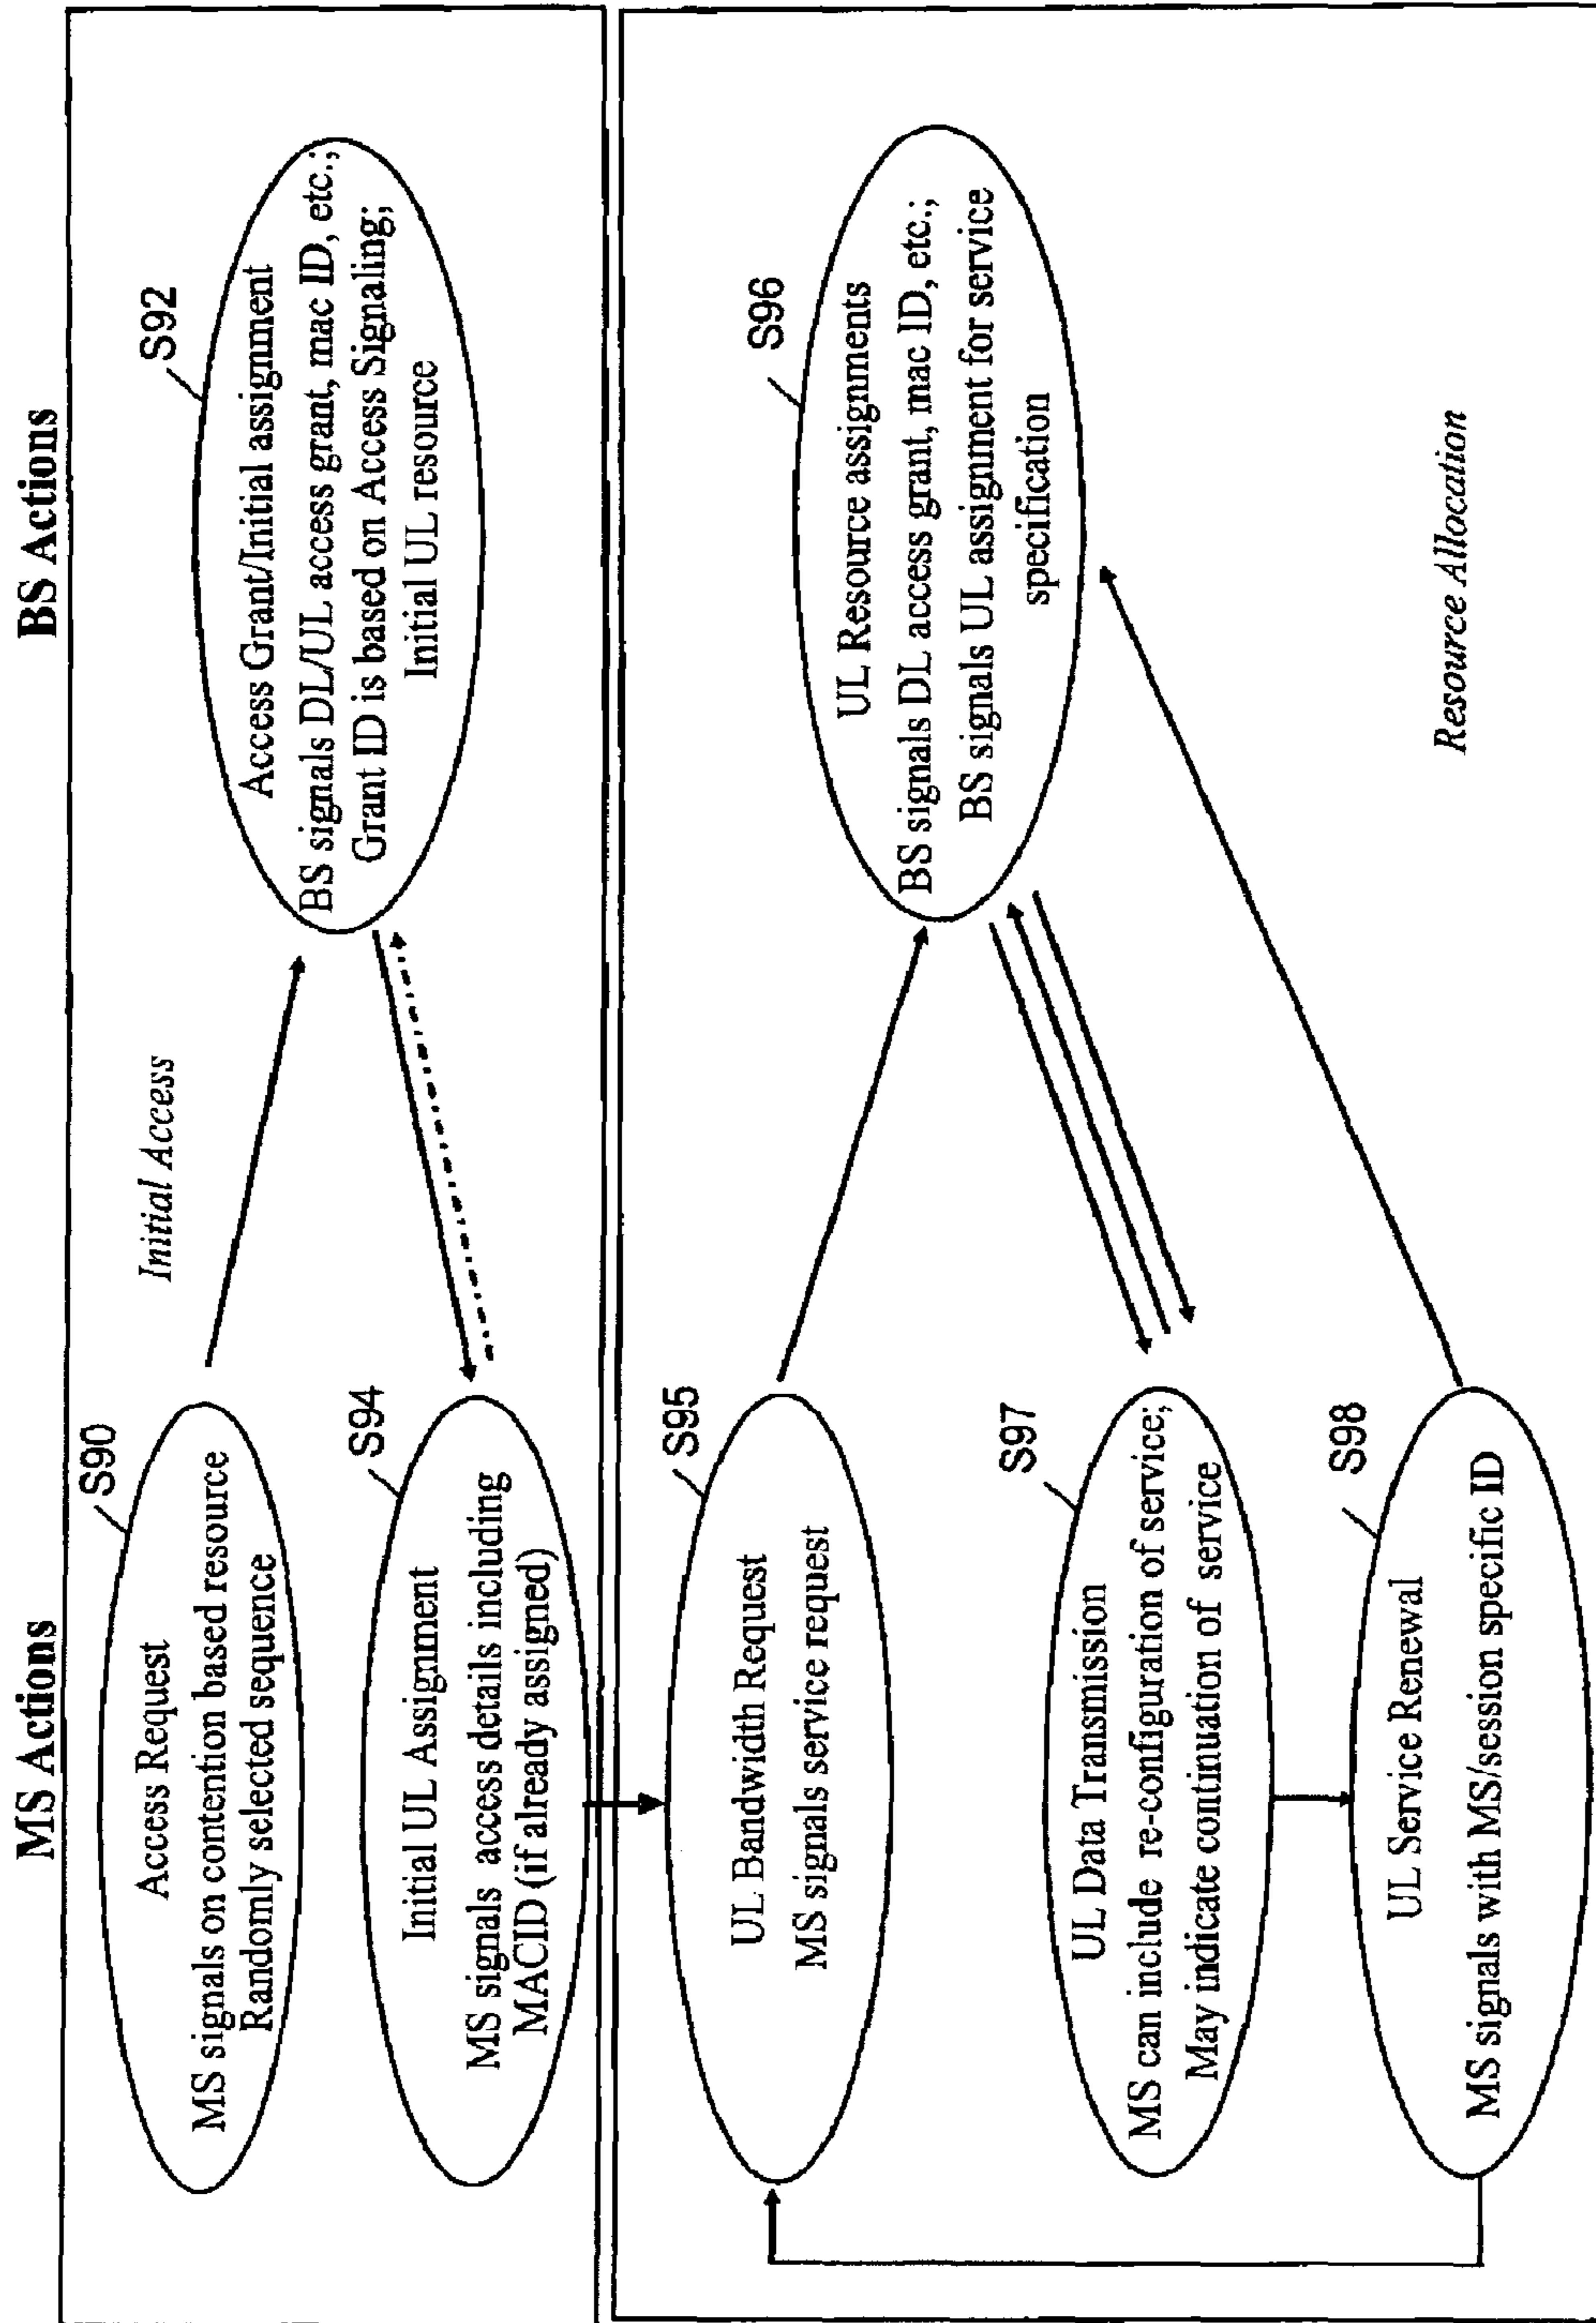 MS Actions
BS Actions
S90
Access Request
MS signals on contention based resource
Randomly selected sequence
Initial Access
S92
Access Grant/Initial assignment
BS signals DL/UL access grant, mac ID, etc.;
Grant ID is based on Access Signaling;
Initial UL resource
S94
Initial UL Assignment
MS signals access details including
MACID (if already assigned)
S95
UL Bandwidth Request
MS signals service request
S96
UL Resource assignments
BS signals DL access grant, mac ID, etc.;
BS signals UL assignment for service
specification
S97
UL Data Transmission
MS can include re-configuration of service;
May indicate continuation of service
S98
UL Service Renewal
MS signals with MS/session specific ID
Resource Allocation